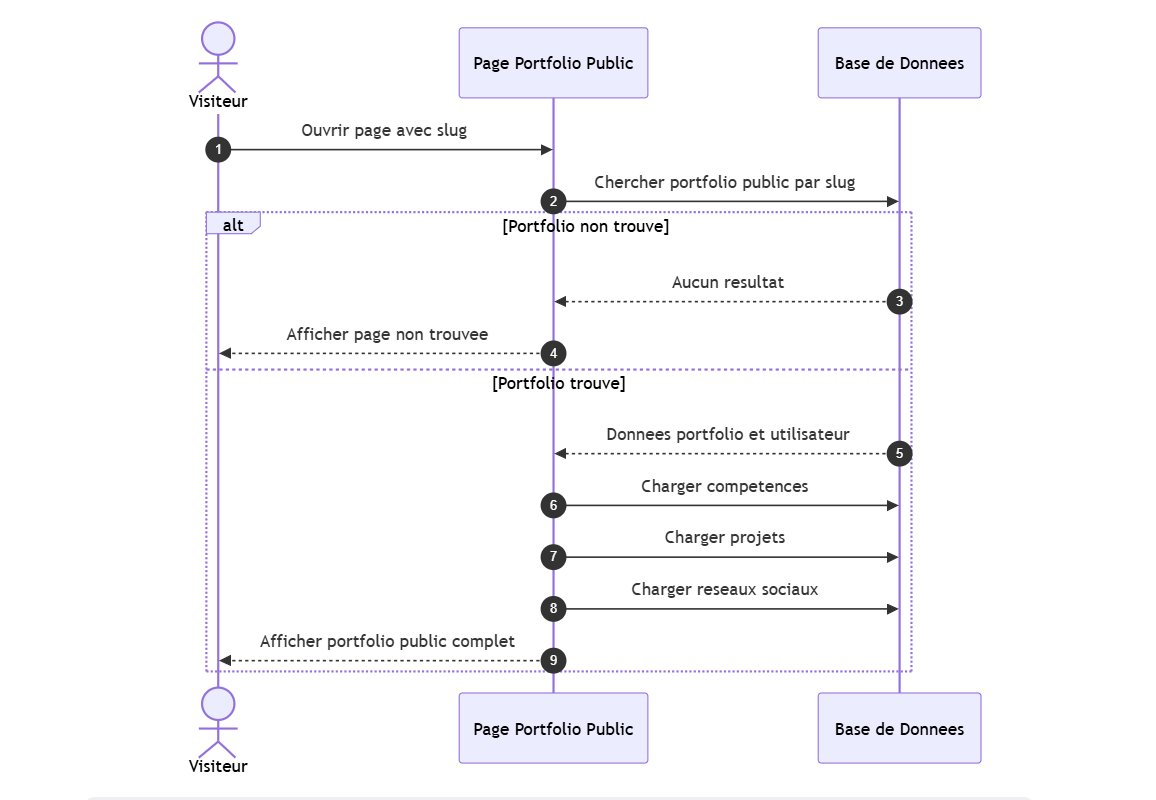 Visiteur
Page Portfolio Public
Base de Donnees
Ouvrir page avec slug
1
Chercher portfolio public par slug
2
alt
[Portfolio non trouve]
Aucun resultat
3
Afficher page non trouvee
4
[Portfolio trouve]
Donnees portfolio et utilisateur
5
Charger competences
6
Charger projets
7
Charger reseaux sociaux
8
Afficher portfolio public complet
9
Page Portfolio Public
Base de Donnees
Visiteur